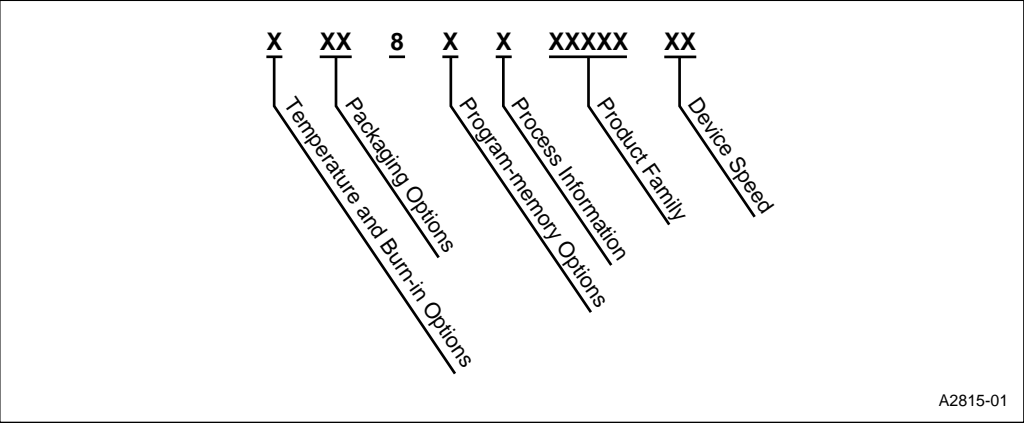 X XX 8 X X XXXXX XX
Temperature and Burn-in Options
Packaging Options
Program-memory Options
Process Information
Product Family
Device Speed
A2815-01